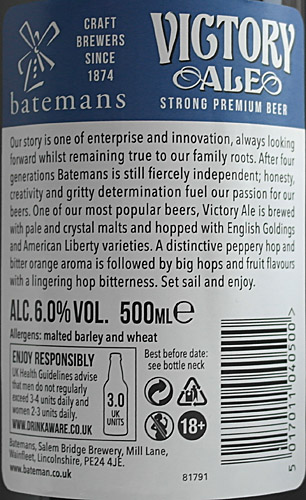 CRAFT
BREWERS
SINCE
1874
batemans
VICTORY
ALE
STRONG PREMIUM BEER
Our story is one of enterprise and innovation, always looking
forward whilst remaining true to our family roots. After four
generations Batemans is still fiercely independent; honesty,
creativity and gritty determination fuel our passion for our
beers. One of our most popular beers, Victory Ale is brewed
with pale and crystal malts and hopped with English Goldings
and American Liberty varieties. A distinctive peppery hop and
bitter orange aroma is followed by big hops and fruit flavours
with a lingering hop bitterness. Set sail and enjoy.
ALC. 6.0% VOL. 500ML e
Allergens: malted barley and wheat
ENJOY RESPONSIBLY
UK Health Guidelines advise
that men do not regularly
exceed 3-4 units daily and
women 2-3 units daily.
WWW.DRINKAWARE.CO.UK
3.0
UK
UNITS
Best before date:
see bottle neck
18+
Batemans, Salem Bridge Brewery, Mill Lane,
Wainfleet, Lincolnshire, PE24 4JE.
www.bateman.co.uk
81791
5 017011 040500 >